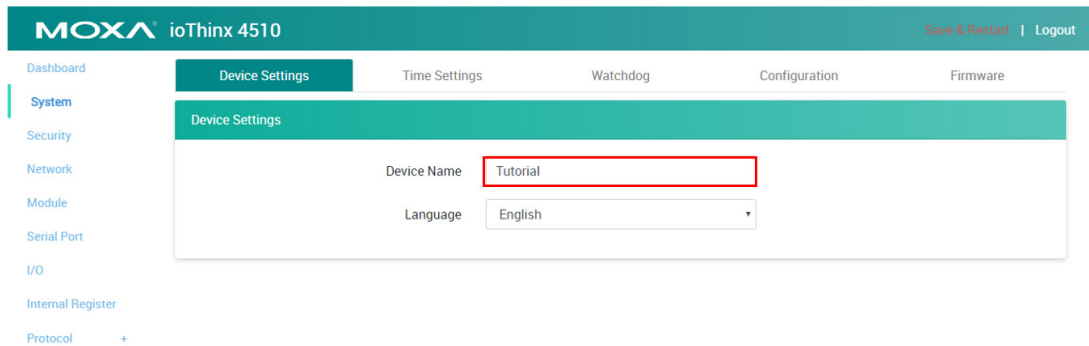 MOXA® ioThinx 4510
Save & Restart | Logout
Dashboard
System
Security
Network
Module
Serial Port
I/O
Internal Register
Protocol +
Device Settings Time Settings Watchdog Configuration Firmware
Device Settings
Device Name Tutorial
Language English